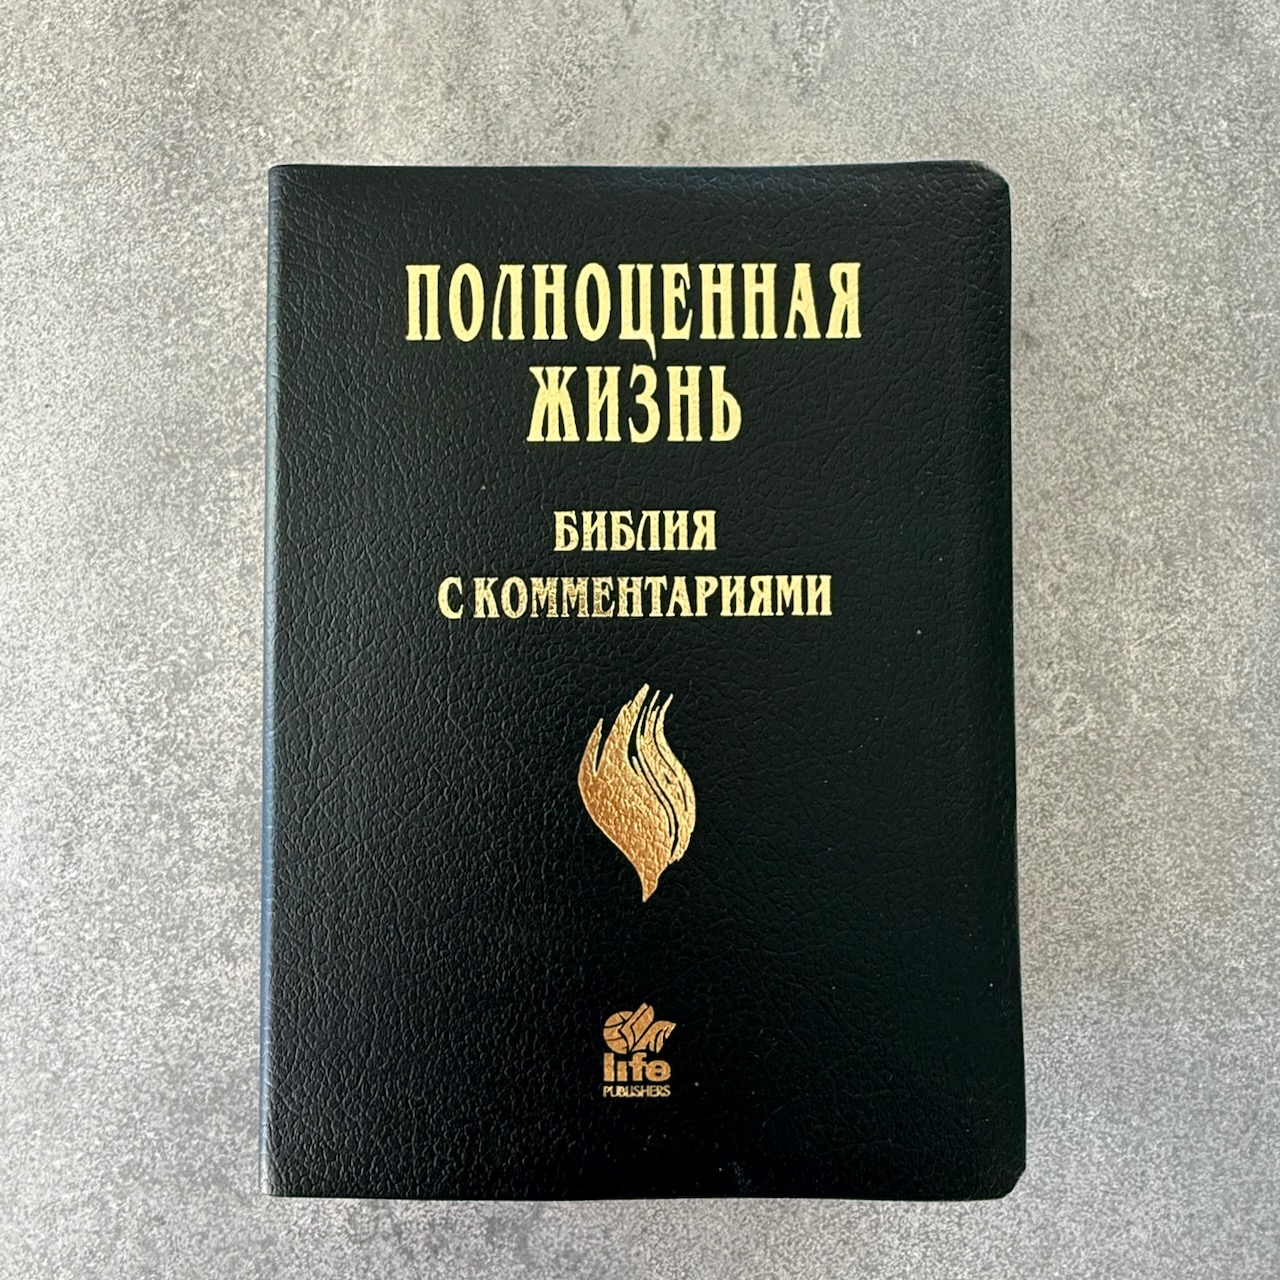 ПОЛНОЦЕННАЯ
ЖИЗНЬ
БИБЛИЯ
С КОММЕНТАРИЯМИ
life
PUBLISHERS